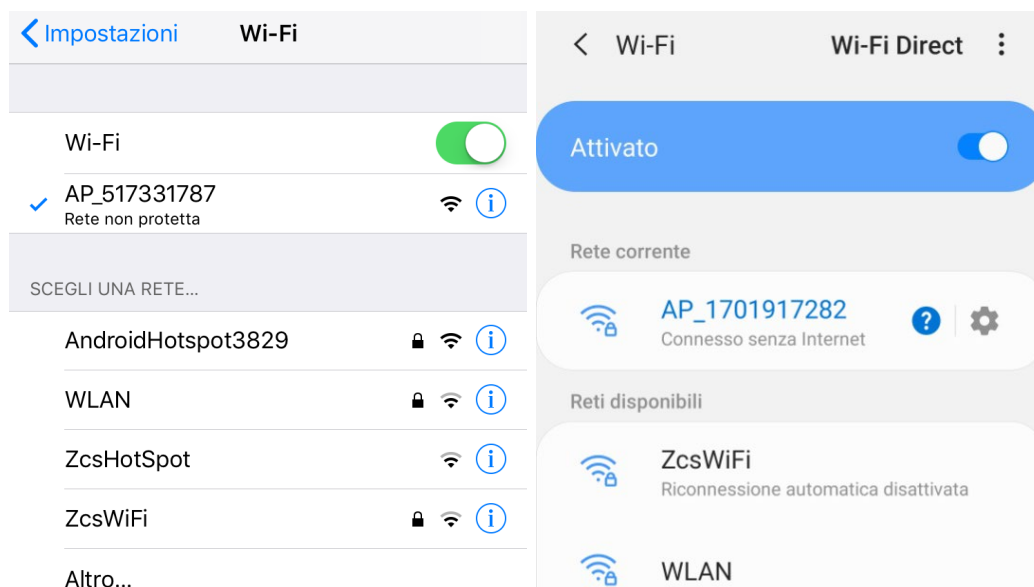 Impostazioni Wi-Fi
Wi-Fi
AP_517331787
Rete non protetta
SCEGLI UNA RETE...
AndroidHotspot3829
WLAN
ZcsHotSpot
ZcsWiFi
Altro...
Wi-Fi Wi-Fi Direct
Attivato
Rete corrente
AP_1701917282
Connesso senza Internet
Reti disponibili
ZcsWiFi
Riconnessione automatica disattivata
WLAN